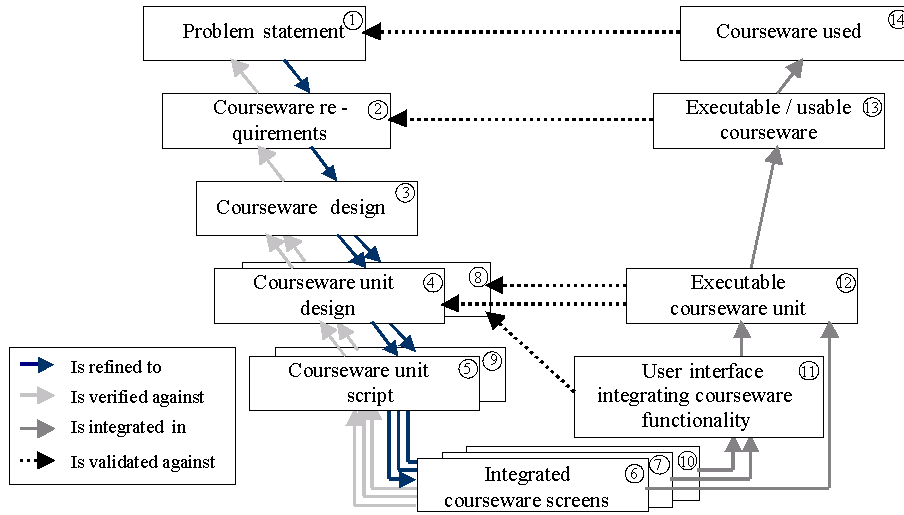 Problem statement
1
Courseware used
14
Courseware re -
quirements
2
Executable / usable
courseware
13
Courseware design
3
Courseware unit
design
4
8
Executable
courseware unit
12
Courseware unit
script
5
9
User interface
integrating courseware
functionality
11
Integrated
courseware screens
6
7
10
Is refined to
Is verified against
Is integrated in
Is validated against